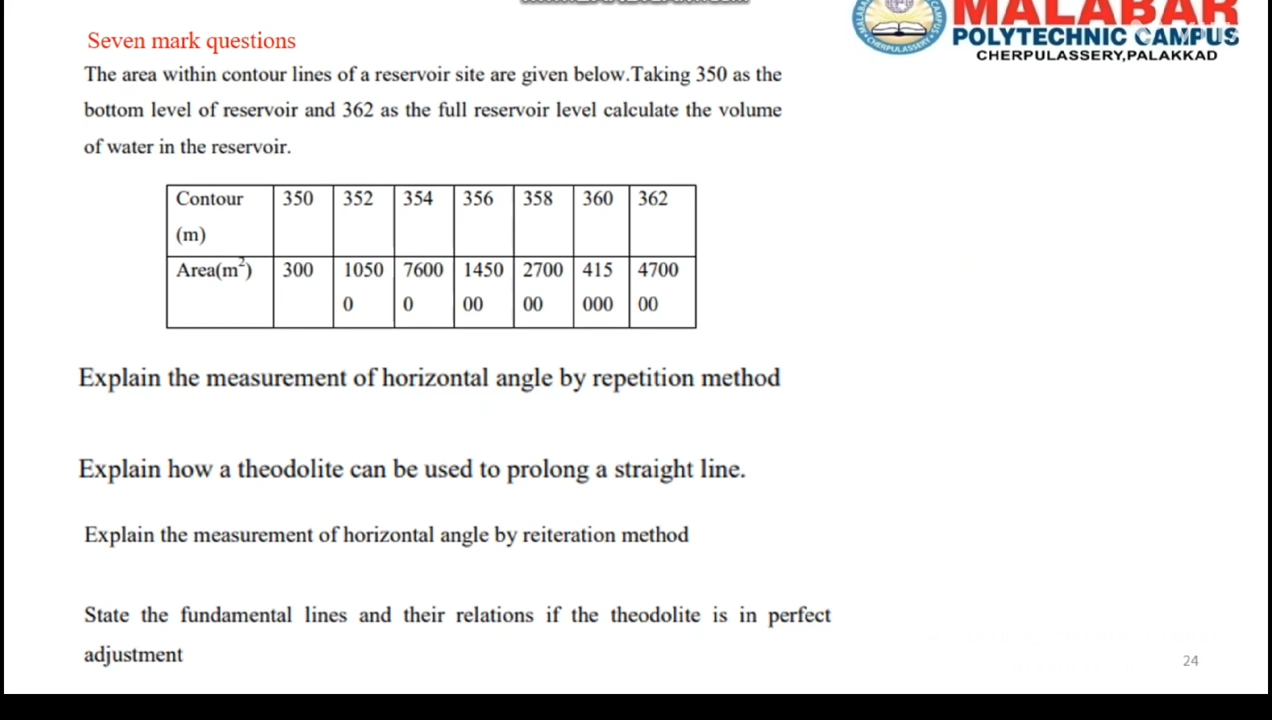 MALABAR
POLYTECHNIC CAMPUS
CHERPULASSERY,PALAKKAD
Seven mark questions
The area within contour lines of a reservoir site are given below.Taking 350 as the
bottom level of reservoir and 362 as the full reservoir level calculate the volume
of water in the reservoir.
Contour 350 352 354 356 358 360 362
(m)
Area(m²) 300 1050 7600 1450 2700 415 4700
0 0 00 00 000 00
Explain the measurement of horizontal angle by repetition method
Explain how a theodolite can be used to prolong a straight line.
Explain the measurement of horizontal angle by reiteration method
State the fundamental lines and their relations if the theodolite is in perfect
adjustment
24